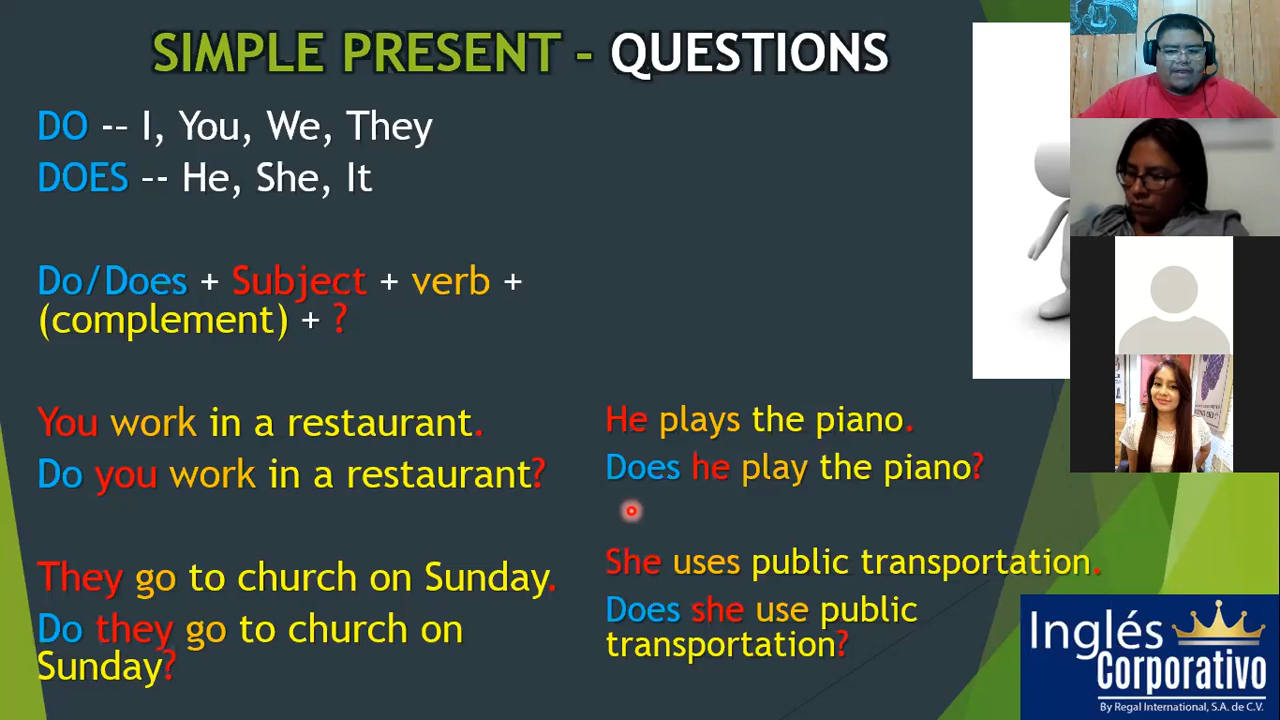 SIMPLE PRESENT - QUESTIONS
DO -- I, You, We, They
DOES -- He, She, It
Do/Does + Subject + verb +
(complement) + ?
You work in a restaurant.
Do you work in a restaurant?
They go to church on Sunday.
Do they go to church on
Sunday?
He plays the piano.
Does he play the piano?
She uses public transportation.
Does she use public
transportation?
Inglés
Corporativo
By Regal International, S.A. de C.V.